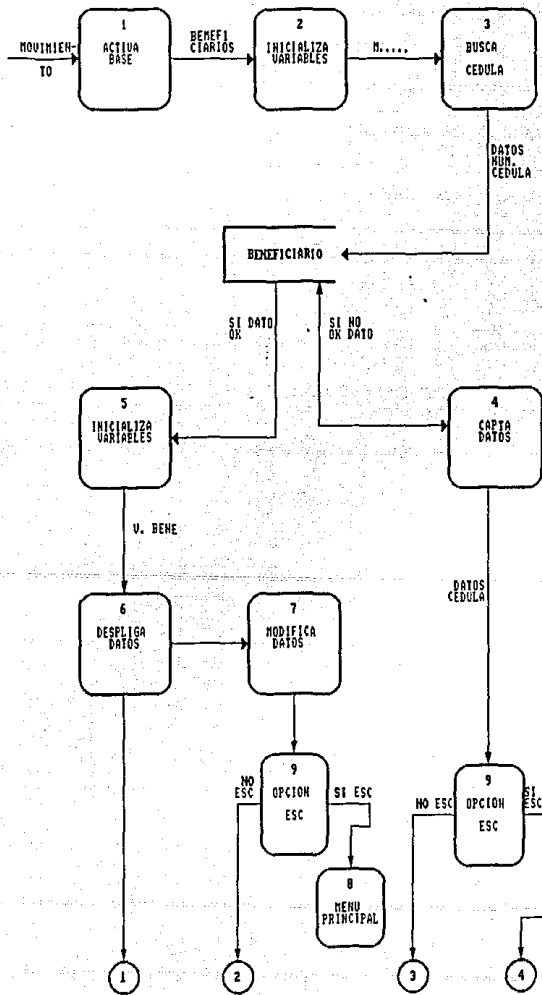 1
ACTIVA
BASE
MOVIMIEN-
TO
BENEFI
CIARIOS
2
INICIALIZA
VARIABLES
M.....
3
BUSCA
CEDULA
DATOS
NUM.
CEDULA
BENEFICIARIO
SI DATO
OK
SI NO
OK DATO
5
INICIALIZA
VARIABLES
4
CAPTA
DATOS
V. BENE
DATOS
CEDULA
6
DESPLIGA
DATOS
7
MODIFICA
DATOS
NO
ESC
9
OPCION
ESC
SI ESC
8
MENU
PRINCIPAL
NO ESC
9
OPCION
ESC
SI
ESC
1
2
3
4